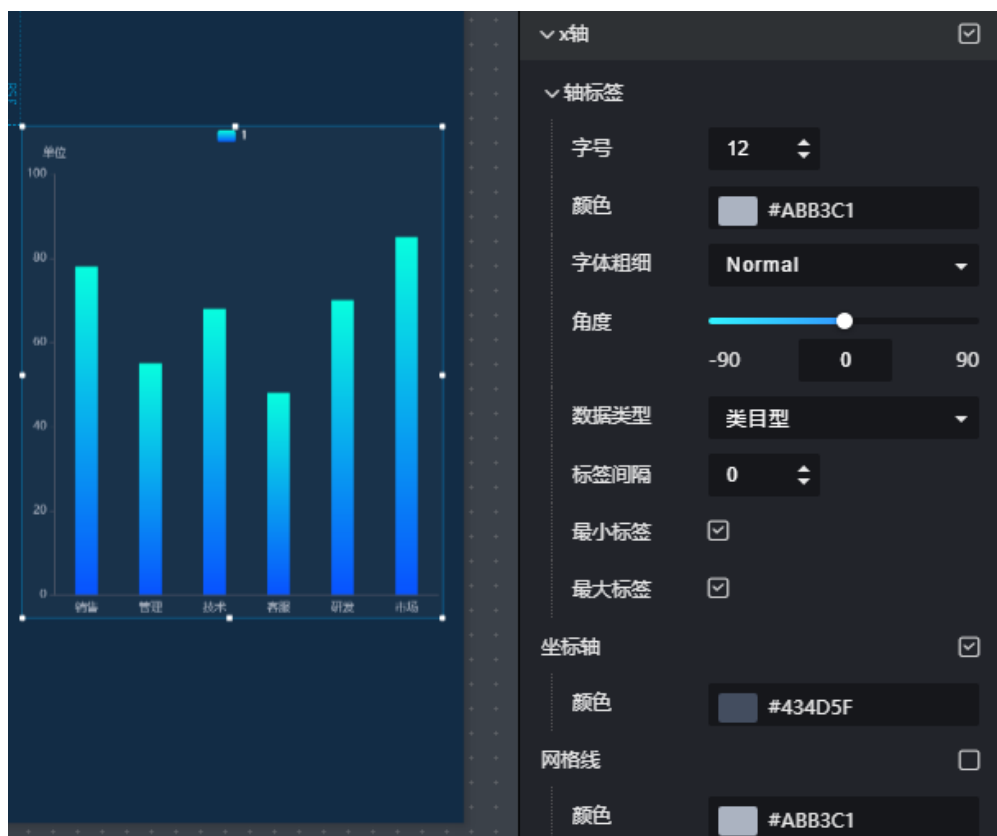 1
单位
100
80
60
40
20
0
销售 管理 技术 客服 研发 市场
x轴
轴标签
字号 12
颜色 #ABB3C1
字体粗细 Normal
角度
-90 0 90
数据类型 类目型
标签间隔 0
最小标签
最大标签
坐标轴
颜色 #434D5F
网格线
颜色 #ABB3C1